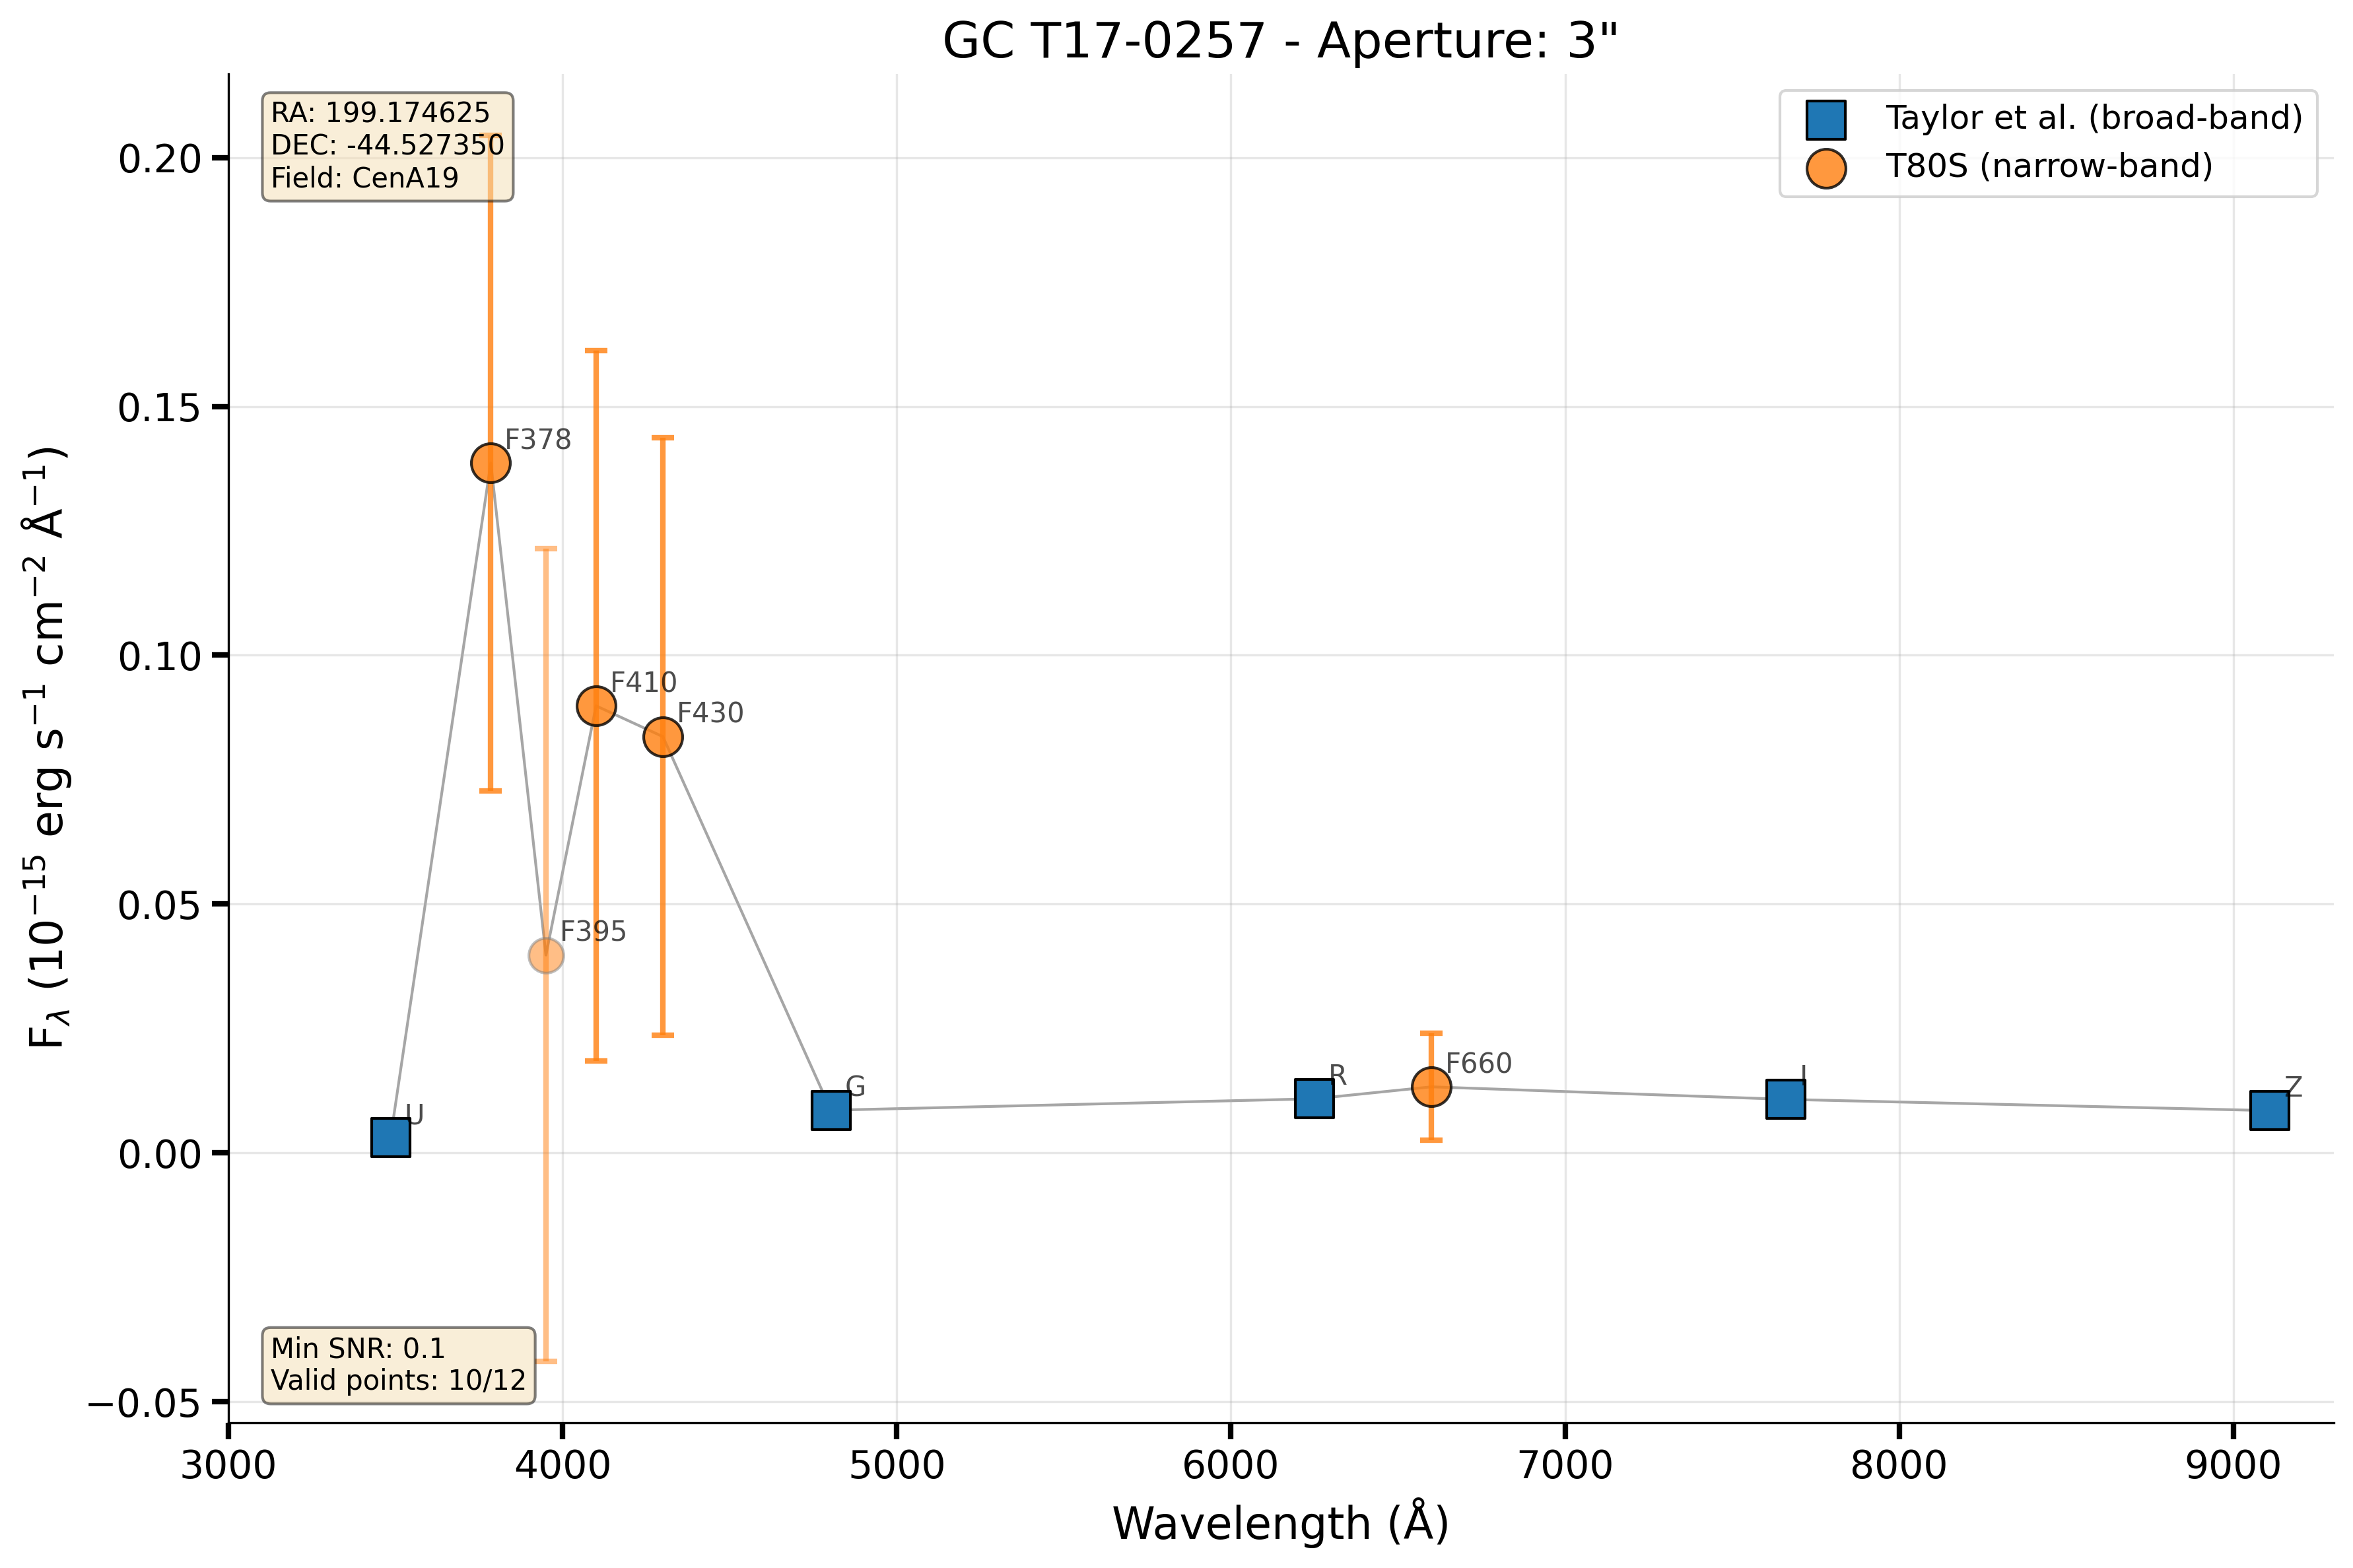 GC T17-0257 - Aperture: 3"
RA: 199.174625
DEC: -44.527350
Field: CenA19
Taylor et al. (broad-band)
T80S (narrow-band)
F_λ (10⁻¹⁵ erg s⁻¹ cm⁻² Å⁻¹)
0.20
0.15
0.10
0.05
0.00
−0.05
F378
F410
F430
F395
U
G
R
F660
I
Z
Min SNR: 0.1
Valid points: 10/12
3000 4000 5000 6000 7000 8000 9000
Wavelength (Å)